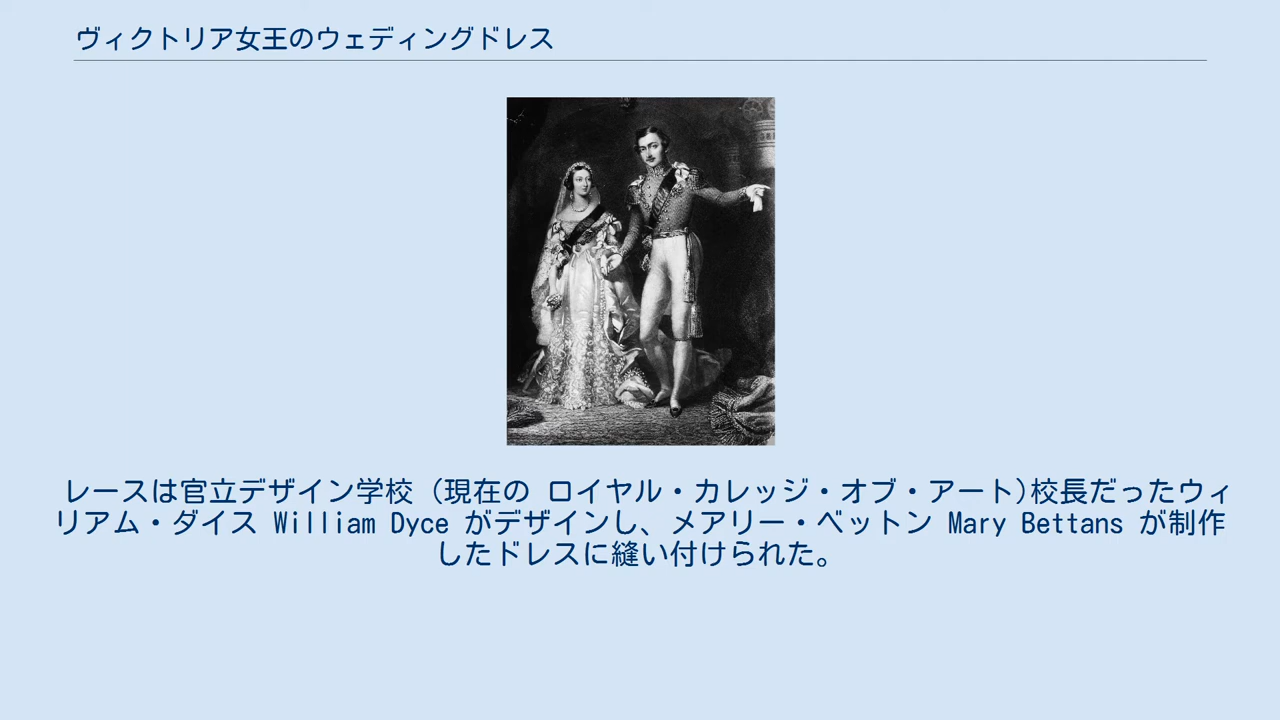 ヴィクトリア女王のウェディングドレス
レースは官立デザイン学校 (現在の ロイヤル・カレッジ・オブ・アート)校長だったウィ
リアム・ダイス William Dyce がデザインし、メアリー・ベットン Mary Bettans が制作
したドレスに縫い付けられた。